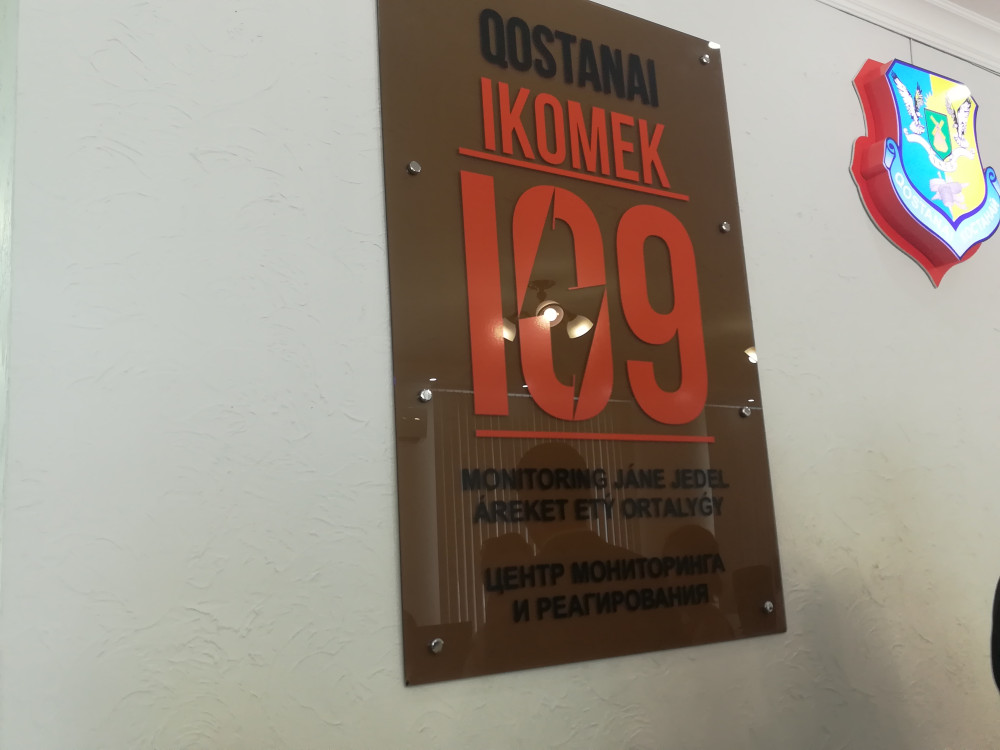 QOSTANAI
IKOMEK
109
MONITORING JÁNE JEDEL
ÁREKET ETÝ ORTALYǴY
ЦЕНТР МОНИТОРИНГА
И РЕАГИРОВАНИЯ